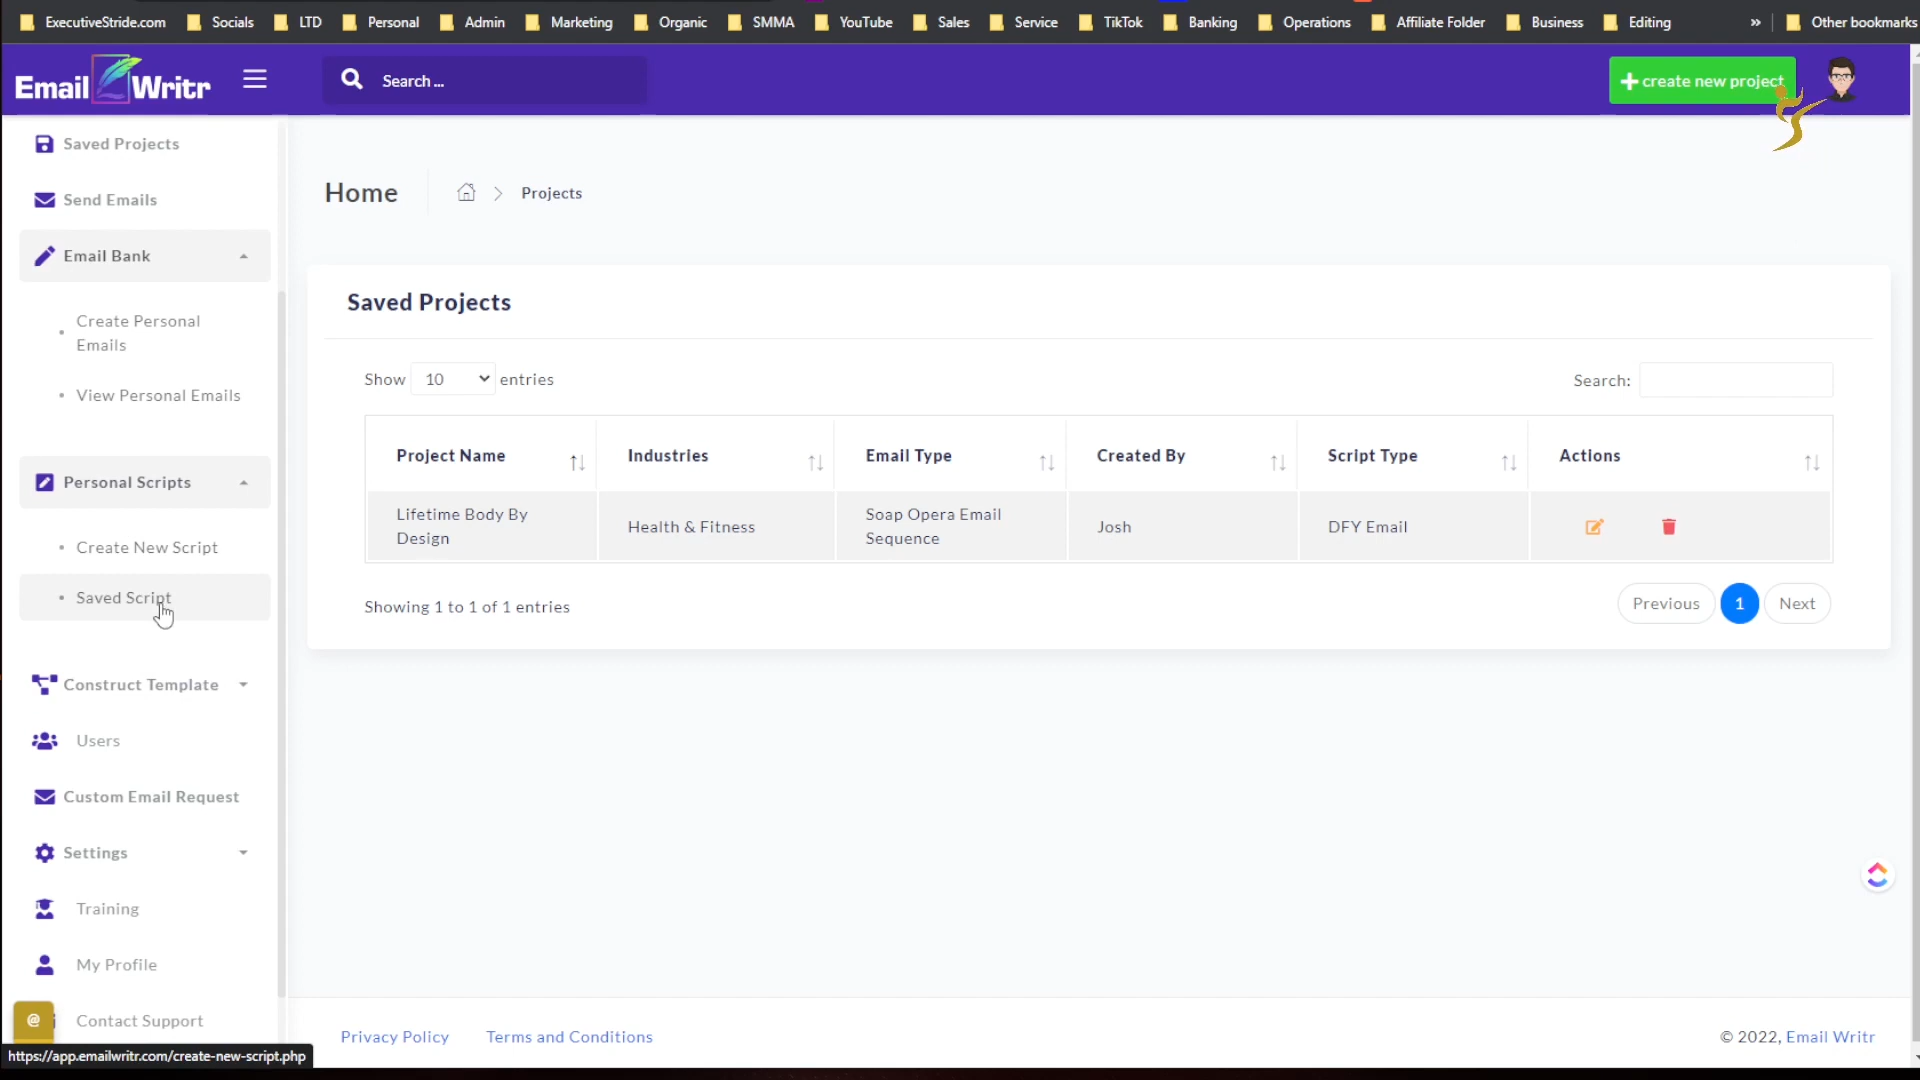 ExecutiveStride.com Socials LTD Personal Admin Marketing Organic SMMA YouTube Sales Service TikTok Banking Operations Affiliate Folder Business Editing » Other bookmarks
Email Writr
Search ...
create new project
Saved Projects
Send Emails
Email Bank
Create Personal
Emails
View Personal Emails
Personal Scripts
Create New Script
Saved Script
Construct Template
Users
Custom Email Request
Settings
Training
My Profile
@
Contact Support
https://app.emailwritr.com/create-new-script.php
Home
Projects
Saved Projects
Show 10 entries
Search:
Project Name Industries Email Type Created By Script Type Actions
Lifetime Body By
Design
Health & Fitness
Soap Opera Email
Sequence
Josh
DFY Email
Showing 1 to 1 of 1 entries
Previous 1 Next
Privacy Policy Terms and Conditions
© 2022, Email Writr